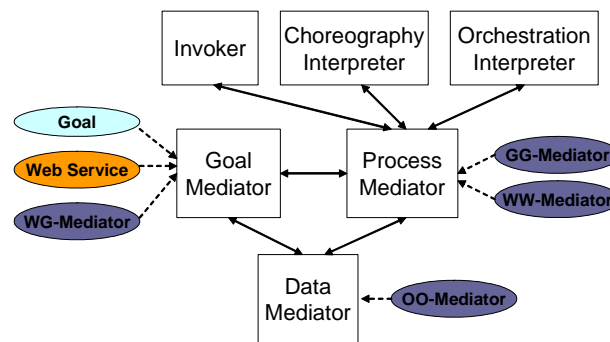 Invoker
Choreography
Interpreter
Orchestration
Interpreter
Goal
Web Service
WG-Mediator
Goal
Mediator
Process
Mediator
GG-Mediator
WW-Mediator
Data
Mediator
OO-Mediator